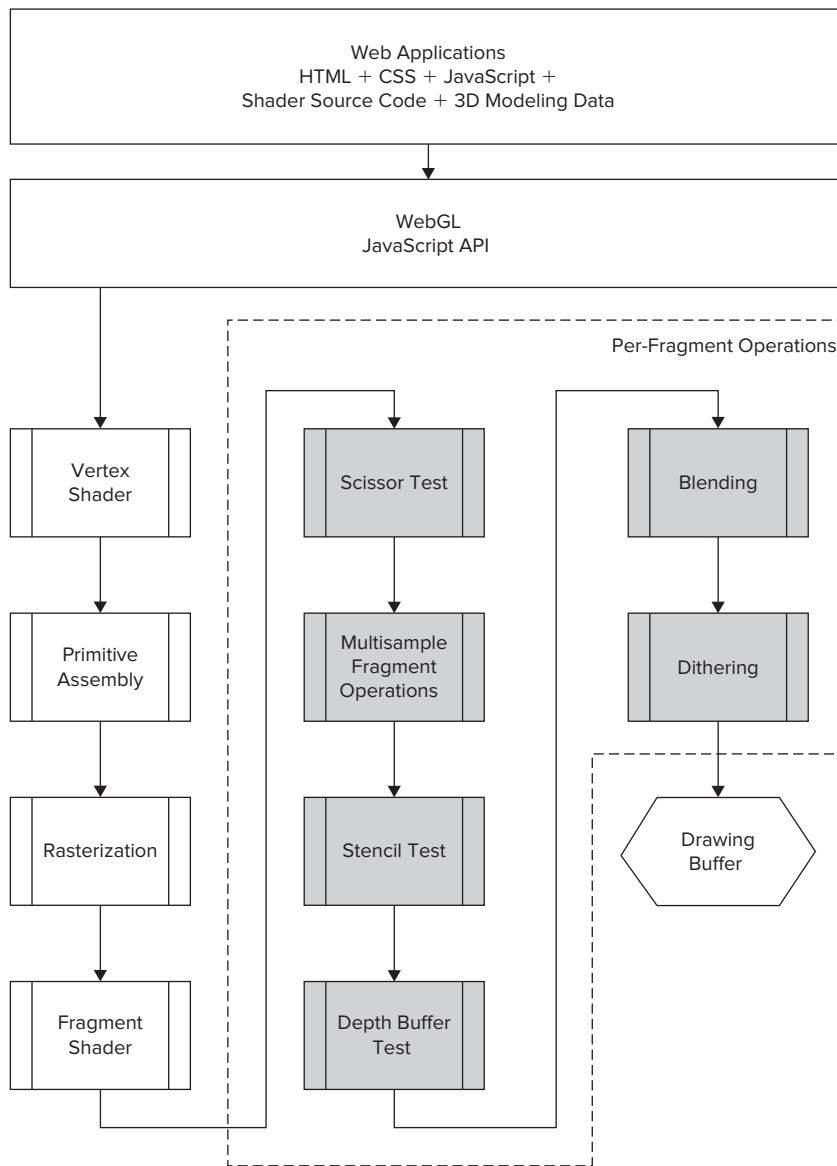 Web Applications
HTML + CSS + JavaScript +
Shader Source Code + 3D Modeling Data
WebGL
JavaScript API
Per-Fragment Operations
Vertex
Shader
Primitive
Assembly
Rasterization
Fragment
Shader
Scissor Test
Multisample
Fragment
Operations
Stencil Test
Depth Buffer
Test
Blending
Dithering
Drawing
Buffer